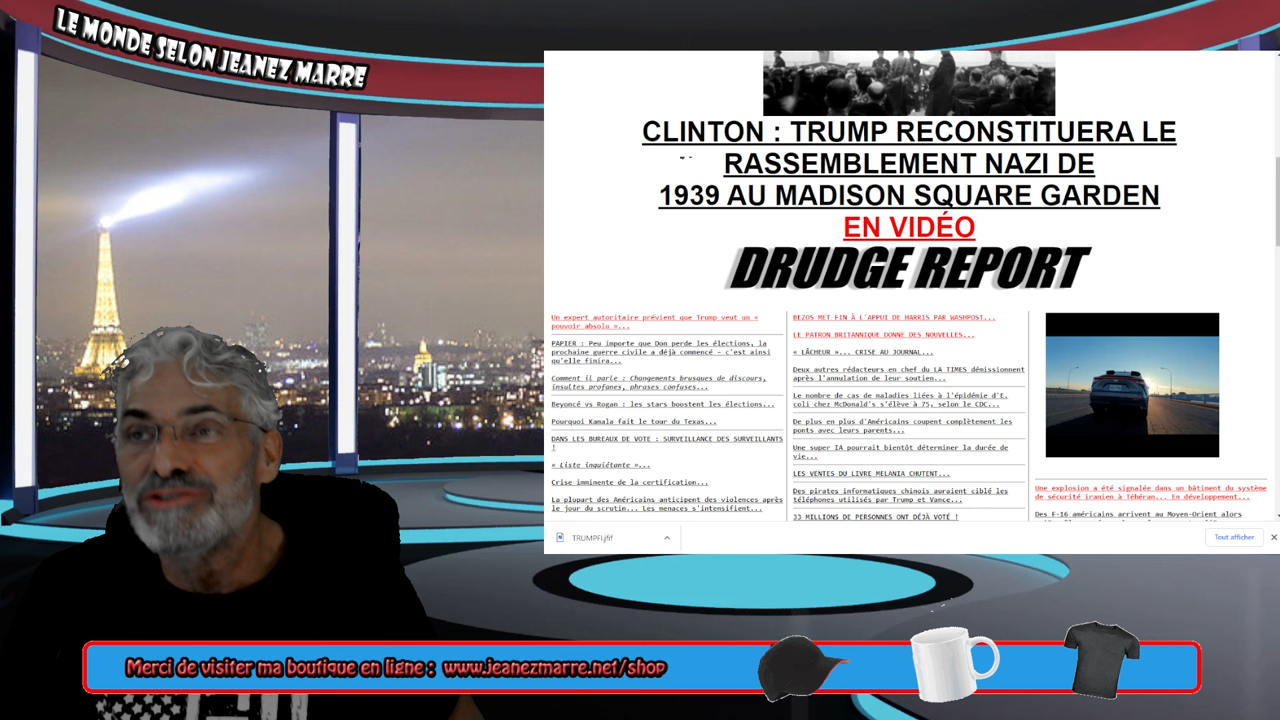 LE MONDE SELON JEANEZ MARRE
CLINTON : TRUMP RECONSTITUERA LE
RASSEMBLEMENT NAZI DE
1939 AU MADISON SQUARE GARDEN
EN VIDÉO
DRUDGE REPORT
Un expert autoritaire prévient que Trump veut un «
pouvoir absolu »...
PAPIER : Peu importe que Don perde les élections, la
prochaine guerre civile a déjà commencé – c'est ainsi
qu'elle finira...
Comment il parle : Changements brusques de discours,
insultes profanes, phrases confuses...
Beyoncé vs Rogan : les stars boostent les élections...
Pourquoi Kamala fait le tour du Texas...
DANS LES BUREAUX DE VOTE : SURVEILLANCE DES SURVEILLANTS
!
« Liste inquiétante »...
Crise imminente de la certification...
La plupart des Américains anticipent des violences après
le jour du scrutin... Les menaces s'intensifient...
BEZOS MET FIN À L'APPUI DE HARRIS PAR WASHPOST...
LE PATRON BRITANNIQUE DONNE DES NOUVELLES...
« LÂCHEUR »... CRISE AU JOURNAL...
Deux autres rédacteurs en chef du LA TIMES démissionnent
après l'annulation de leur soutien...
Le nombre de cas de maladies liées à l'épidémie d'E.
coli chez McDonald's s'élève à 75, selon le CDC...
De plus en plus d'Américains coupent complètement les
ponts avec leurs parents...
Une super IA pourrait bientôt déterminer la durée de
vie...
LES VENTES DU LIVRE MELANIA CHUTENT...
Des pirates informatiques chinois auraient ciblé les
téléphones utilisés par Trump et Vance...
33 MILLIONS DE PERSONNES ONT DÉJÀ VOTÉ !
Une explosion a été signalée dans un bâtiment du système
de sécurité iranien à Téhéran... En développement...
Des F-16 américains arrivent au Moyen-Orient alors
TRUMPFI.jfif
Tout afficher
Merci de visiter ma boutique en ligne : www.jeanezmarre.net/shop